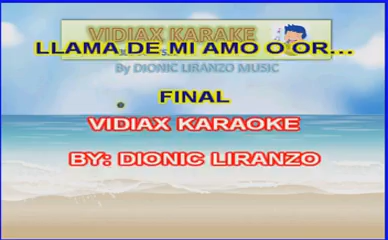 VIDIAX KARAKE
LLAMA DE MI AMO O OR...
By DIONIC LIRANZO MUSIC
FINAL
VIDIAX KARAOKE
BY: DIONIC LIRANZO